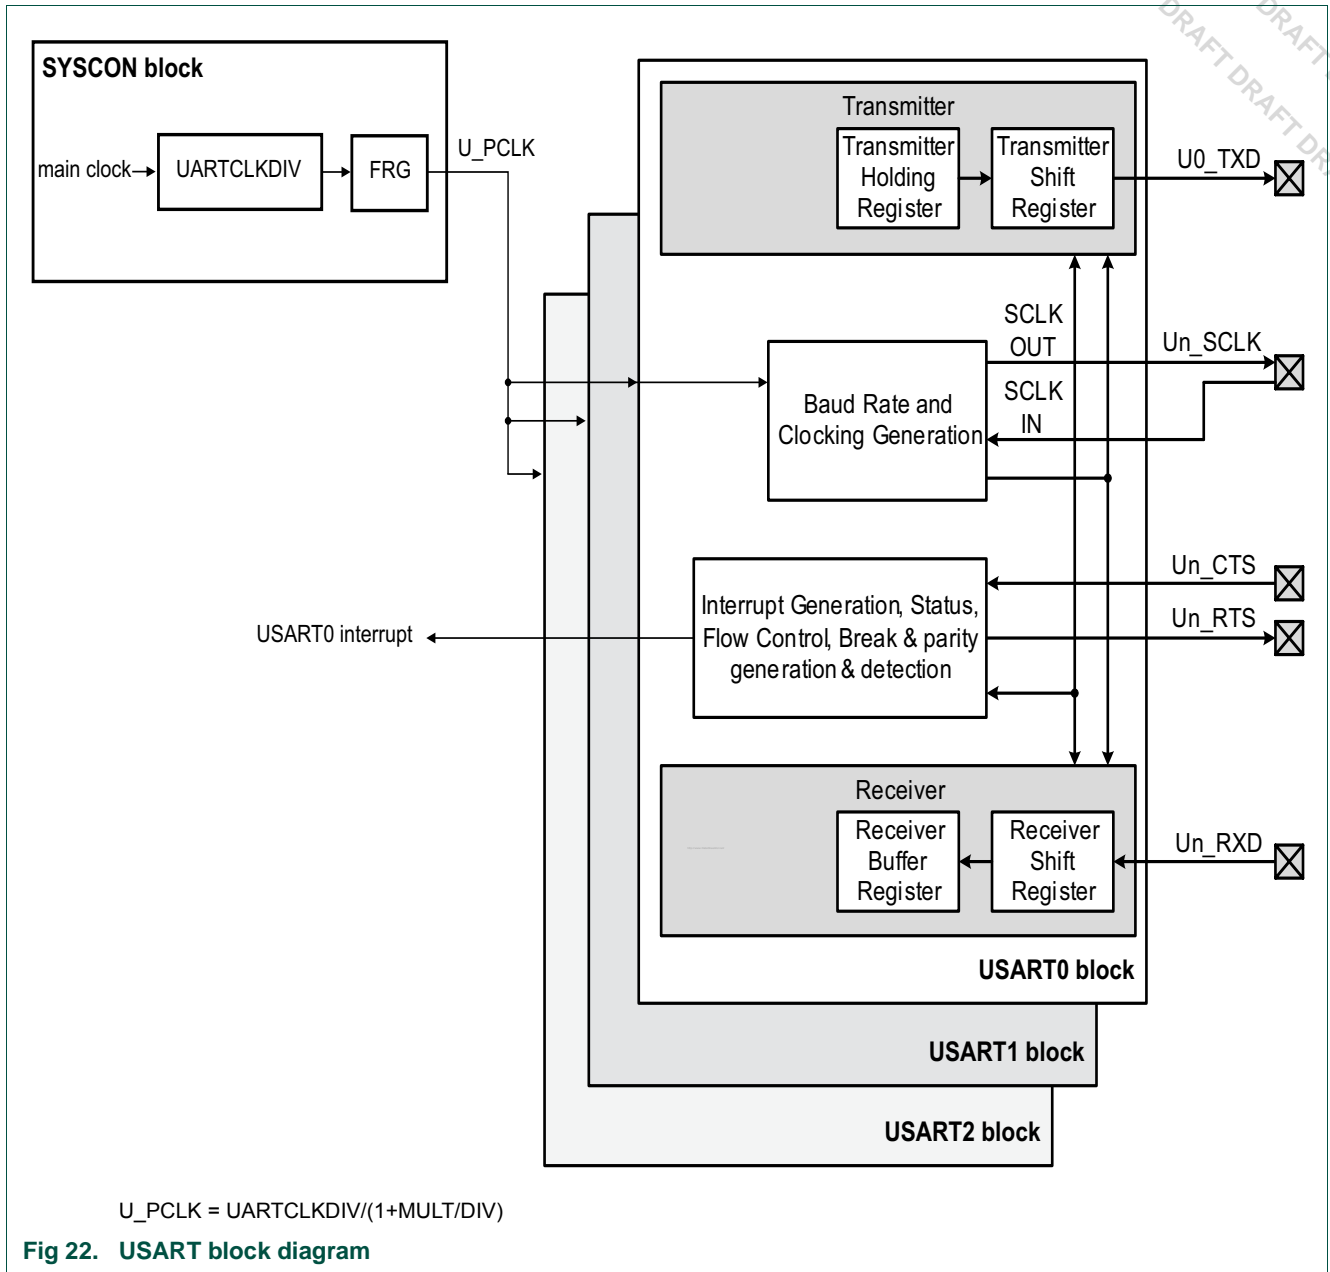 DRAFT DRAFT DR
DRAFT
SYSCON block
main clock
UARTCLKDIV
FRG
U_PCLK
Transmitter
Transmitter
Holding
Register
Transmitter
Shift
Register
U0_TXD
SCLK
OUT
Un_SCLK
SCLK
IN
Baud Rate and
Clocking Generation
Un_CTS
Interrupt Generation, Status,
Flow Control, Break & parity
generation & detection
Un_RTS
USART0 interrupt
Receiver
Receiver
Buffer
Register
Receiver
Shift
Register
Un_RXD
USART0 block
USART1 block
USART2 block
U_PCLK = UARTCLKDIV/(1+MULT/DIV)
Fig 22. USART block diagram